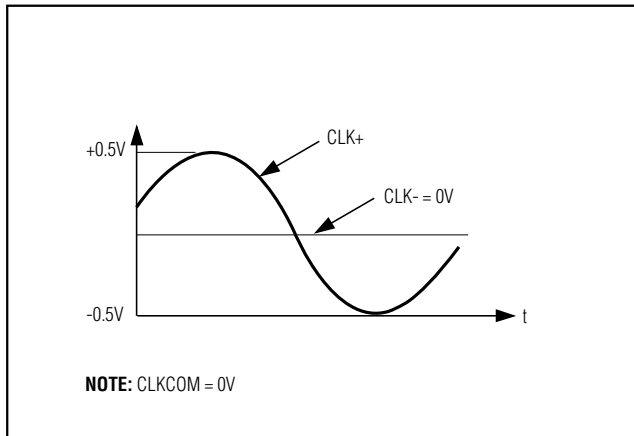 +0.5V
CLK+
CLK- = 0V
-0.5V
t
NOTE: CLKCOM = 0V